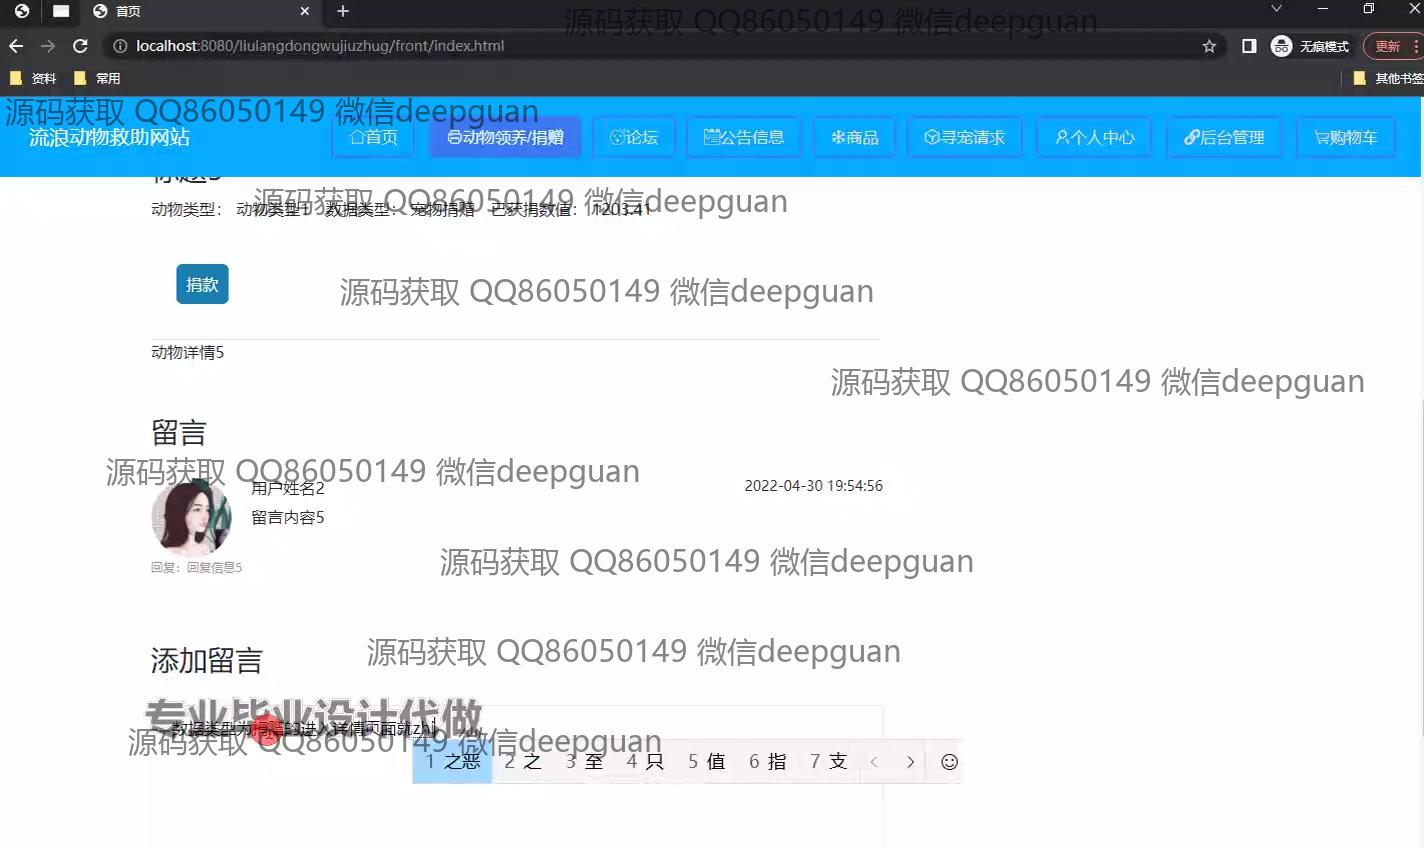 首页
源码获取 QQ86050149 微信deepguan
localhost:8080/liulangdongwujiuzhug/front/index.html
无痕模式
更新
资料
常用
其他书签
源码获取 QQ86050149 微信deepguan
流浪动物救助网站
首页
动物领养/捐赠
论坛
公告信息
商品
寻宠请求
个人中心
后台管理
购物车
源码获取 QQ86050149 微信deepguan
动物类型： 动物类型1 数据类型： 宠物捐赠 已获捐数值： 1203.41
捐款
源码获取 QQ86050149 微信deepguan
动物详情5
源码获取 QQ86050149 微信deepguan
留言
源码获取 QQ86050149 微信deepguan
用户姓名2
2022-04-30 19:54:56
留言内容5
回复：回复信息5
源码获取 QQ86050149 微信deepguan
添加留言
源码获取 QQ86050149 微信deepguan
专业毕业设计代做
数据类型为捐赠的进入详情页面就zhi
源码获取 QQ86050149 微信deepguan
1 之恶 2 之 3 至 4 只 5 值 6 指 7 支